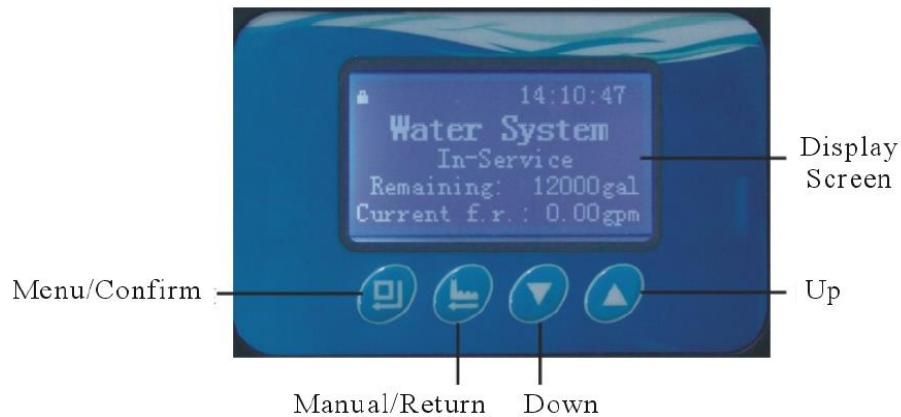 14:10:47
Water System
In-Service
Remaining: 12000gal
Current f.r.: 0.00gpm
Display
Screen
Menu/Confirm
Up
Manual/Return
Down